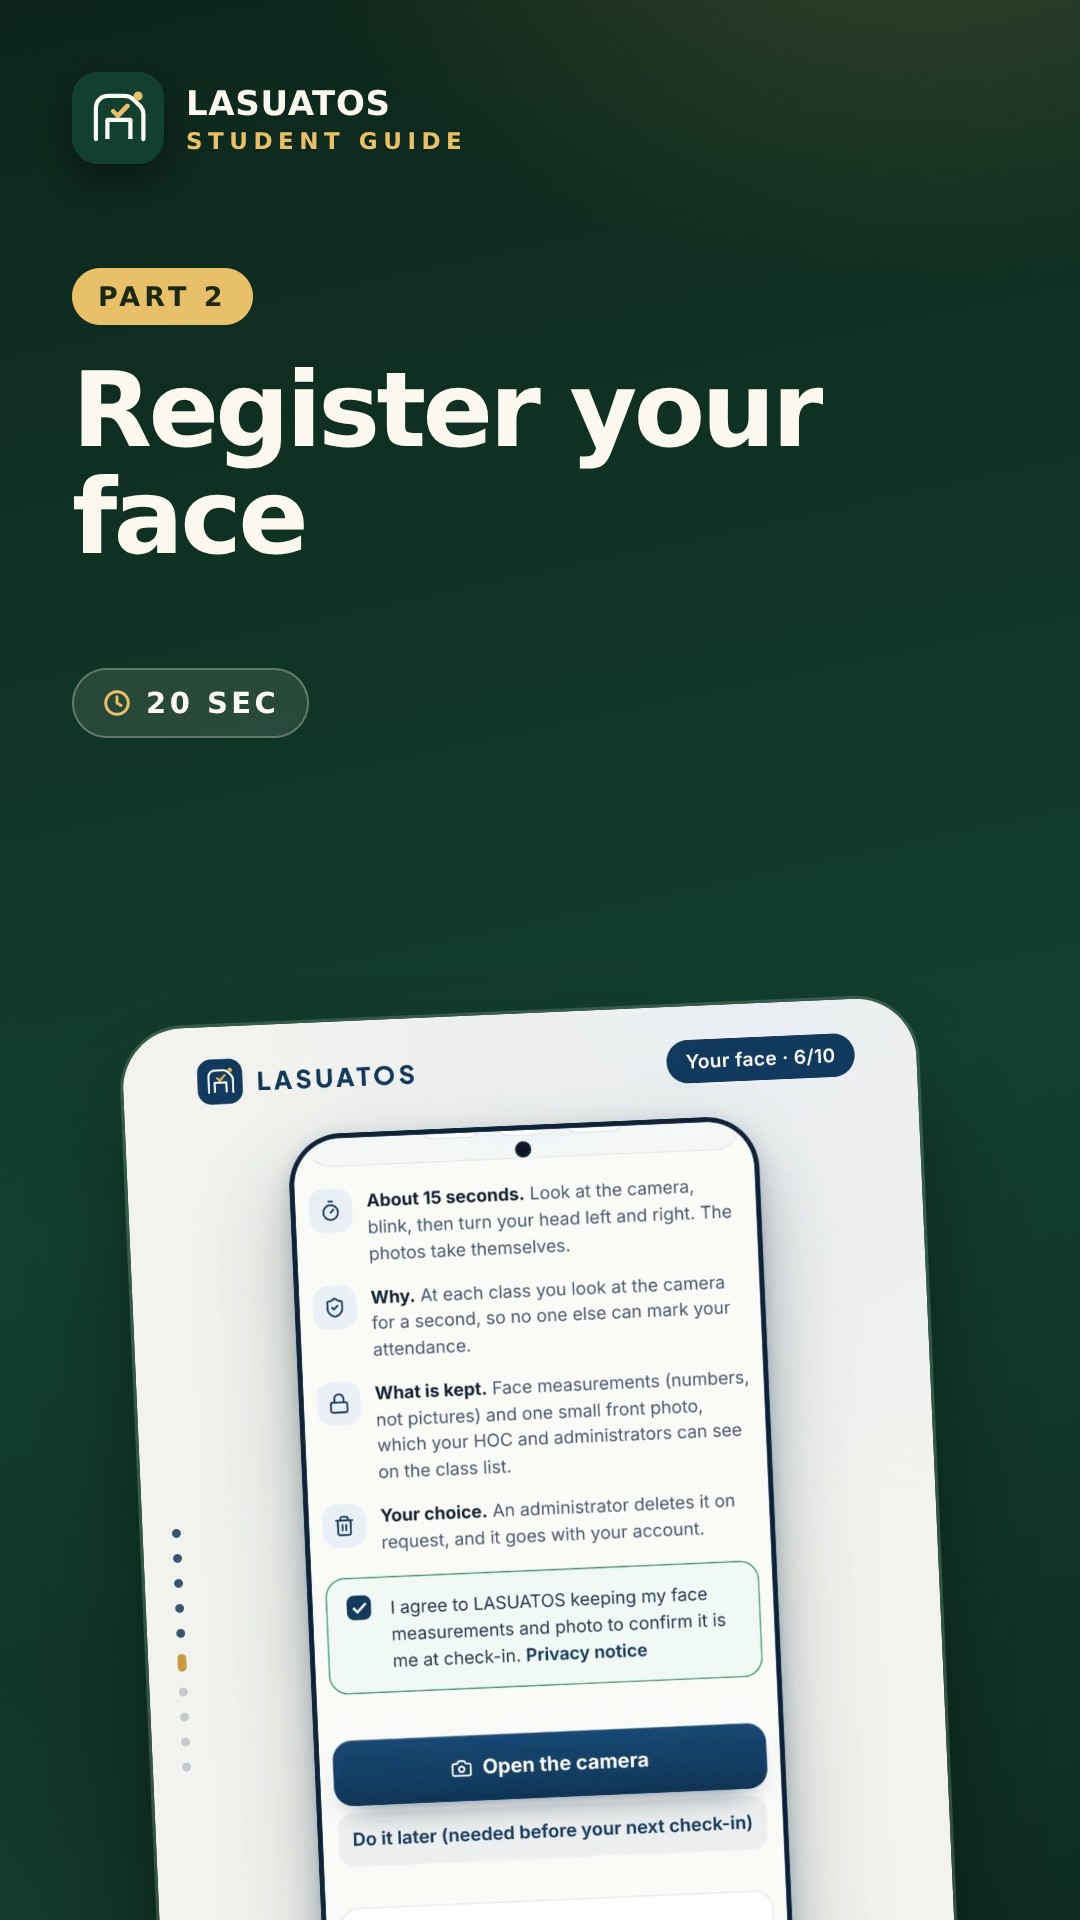 LASUATOS
STUDENT GUIDE
PART 2
Register your
face
20 SEC
LASUATOS
Your face · 6/10
About 15 seconds. Look at the camera,
blink, then turn your head left and right. The
photos take themselves.
Why. At each class you look at the camera
for a second, so no one else can mark your
attendance.
What is kept. Face measurements (numbers,
not pictures) and one small front photo,
which your HOC and administrators can see
on the class list.
Your choice. An administrator deletes it on
request, and it goes with your account.
I agree to LASUATOS keeping my face
measurements and photo to confirm it is
me at check-in. Privacy notice
Open the camera
Do it later (needed before your next check-in)